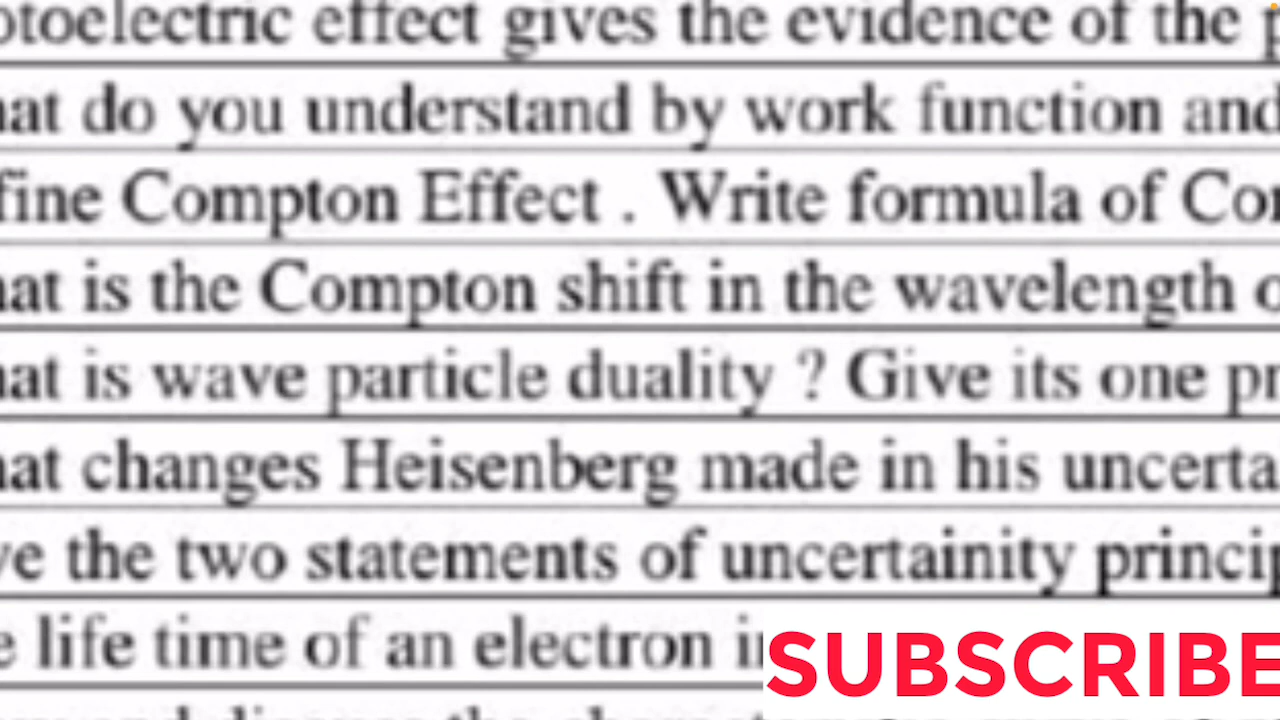 otoelectric effect gives the evidence of the p
hat do you understand by work function and
fine Compton Effect . Write formula of Con
hat is the Compton shift in the wavelength o
hat is wave particle duality ? Give its one pr
hat changes Heisenberg made in his uncerta
ve the two statements of uncertainity princip
e life time of an electron in
SUBSCRIBE